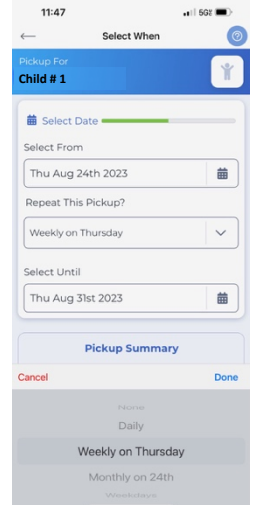 11:47
5G
Select When
Pickup For
Child # 1
Select Date
Select From
Thu Aug 24th 2023
Repeat This Pickup?
Weekly on Thursday
Select Until
Thu Aug 31st 2023
Pickup Summary
Cancel Done
None
Daily
Weekly on Thursday
Monthly on 24th
Weekdays